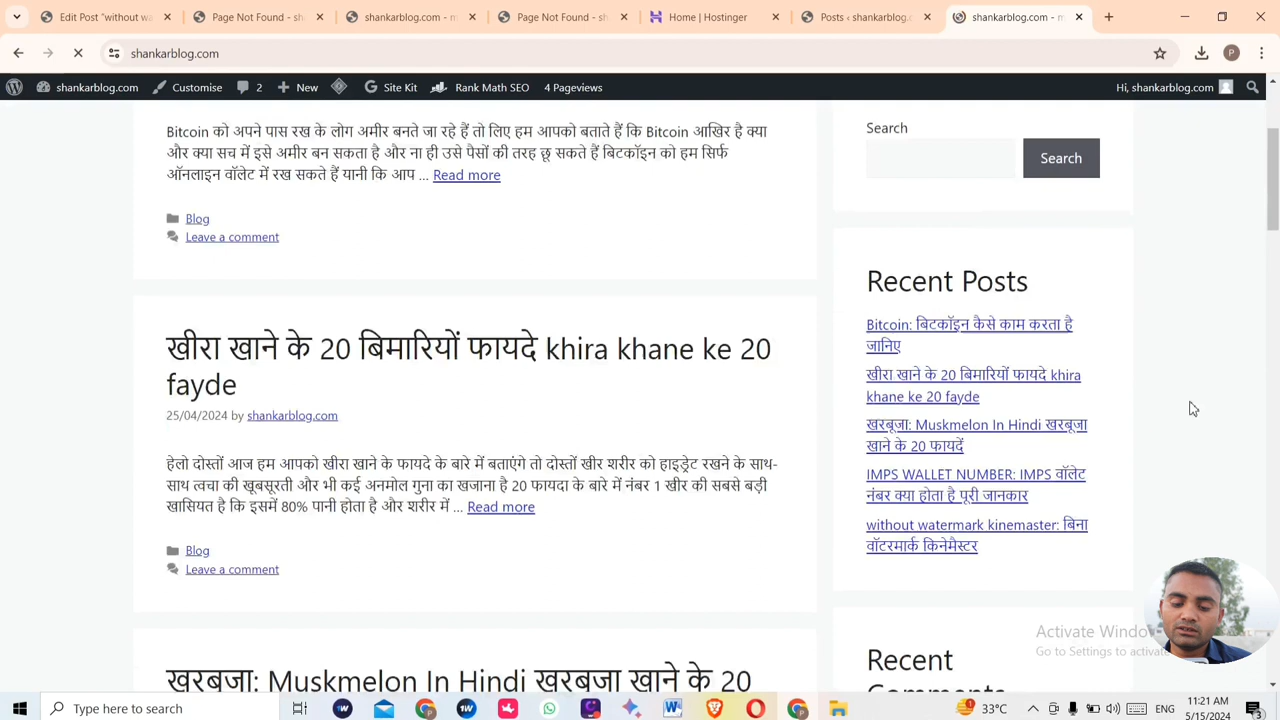 Edit Post "without wa
Page Not Found - sha
shankarblog.com - m
Page Not Found - sha
Home | Hostinger
Posts ‹ shankarblog.c
shankarblog.com - m
shankarblog.com
shankarblog.com
Customise
2
New
Site Kit
Rank Math SEO
4 Pageviews
Hi, shankarblog.com
Bitcoin को अपने पास रख के लोग अमीर बनते जा रहे हैं तो लिए हम आपको बताते हैं कि Bitcoin आखिर है क्या
और क्या सच में इसे अमीर बन सकता है और ना ही उसे पैसों की तरह छू सकते हैं बिटकॉइन को हम सिर्फ
ऑनलाइन वॉलेट में रख सकते हैं यानी कि आप ... Read more
Blog
Leave a comment
खीरा खाने के 20 बिमारियों फायदे khira khane ke 20
fayde
25/04/2024 by shankarblog.com
हेलो दोस्तों आज हम आपको खीरा खाने के फायदे के बारे में बताएंगे तो दोस्तों खीर शरीर को हाइड्रेट रखने के साथ-
साथ त्वचा की खूबसूरती और भी कई अनमोल गुना का खजाना है 20 फायदा के बारे में नंबर 1 खीर की सबसे बड़ी
खासियत है कि इसमें 80% पानी होता है और शरीर में ... Read more
Blog
Leave a comment
खरबूजा: Muskmelon In Hindi खरबूजा खाने के 20
Search
Search
Recent Posts
Bitcoin: बिटकॉइन कैसे काम करता है
जानिए
खीरा खाने के 20 बिमारियों फायदे khira
khane ke 20 fayde
खरबूजा: Muskmelon In Hindi खरबूजा
खाने के 20 फायदें
IMPS WALLET NUMBER: IMPS वॉलेट
नंबर क्या होता है पूरी जानकार
without watermark kinemaster: बिना
वॉटरमार्क किनेमैस्टर
Recent
Comments
Activate Windo
Go to Settings to activate
Type here to search
33°C
ENG
11:21 AM
5/15/2024